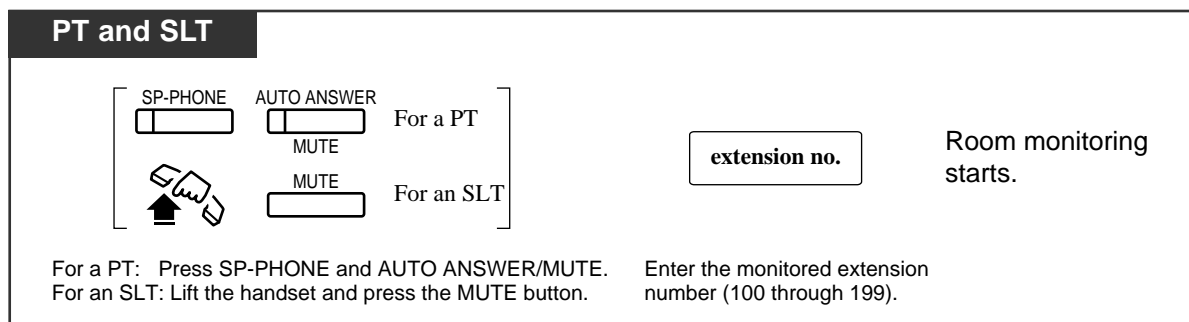 PT and SLT
SP-PHONE AUTO ANSWER
For a PT
MUTE
MUTE
For an SLT
extension no.
Room monitoring
starts.
For a PT: Press SP-PHONE and AUTO ANSWER/MUTE.
For an SLT: Lift the handset and press the MUTE button.
Enter the monitored extension
number (100 through 199).